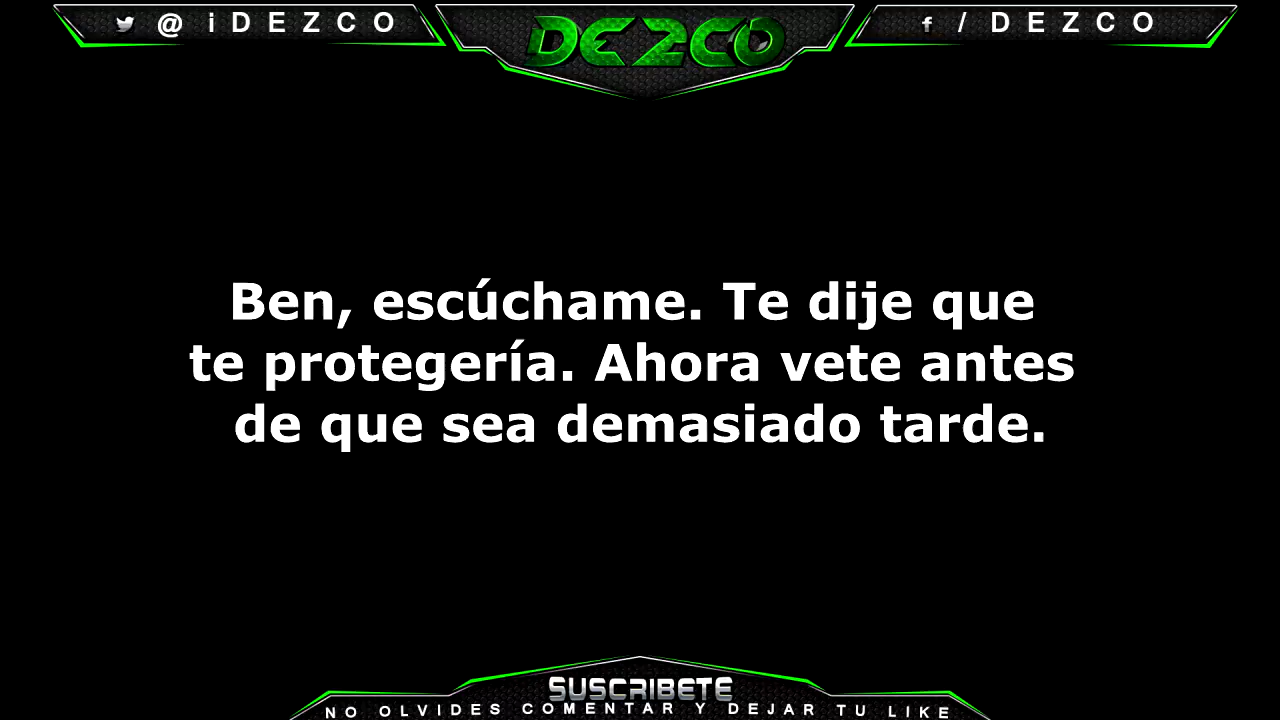 @iDEZCO
DEZCO
/DEZCO
Ben, escúchame. Te dije que
te protegería. Ahora vete antes
de que sea demasiado tarde.
SUSCRIBETE
NO OLVIDES COMENTAR Y DEJAR TU LIKE